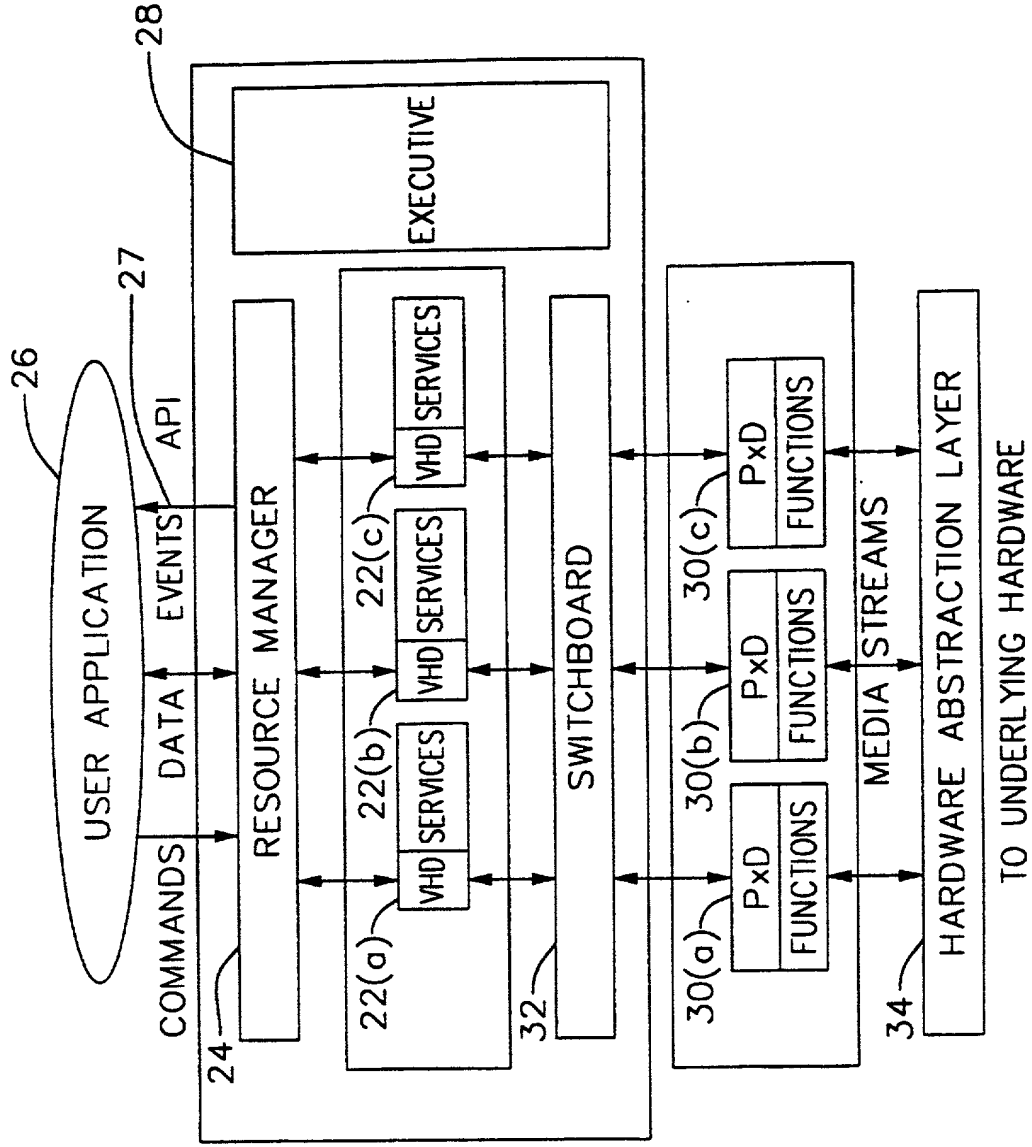 26
USER APPLICATION
27
COMMANDS DATA EVENTS API
28
24
RESOURCE MANAGER
EXECUTIVE
22(a) 22(b) 22(c)
VHD SERVICES VHD SERVICES VHD SERVICES
32
SWITCHBOARD
30(a) 30(b) 30(c)
PxD PxD PxD
FUNCTIONS FUNCTIONS FUNCTIONS
MEDIA STREAMS
34
HARDWARE ABSTRACTION LAYER
TO UNDERLYING HARDWARE